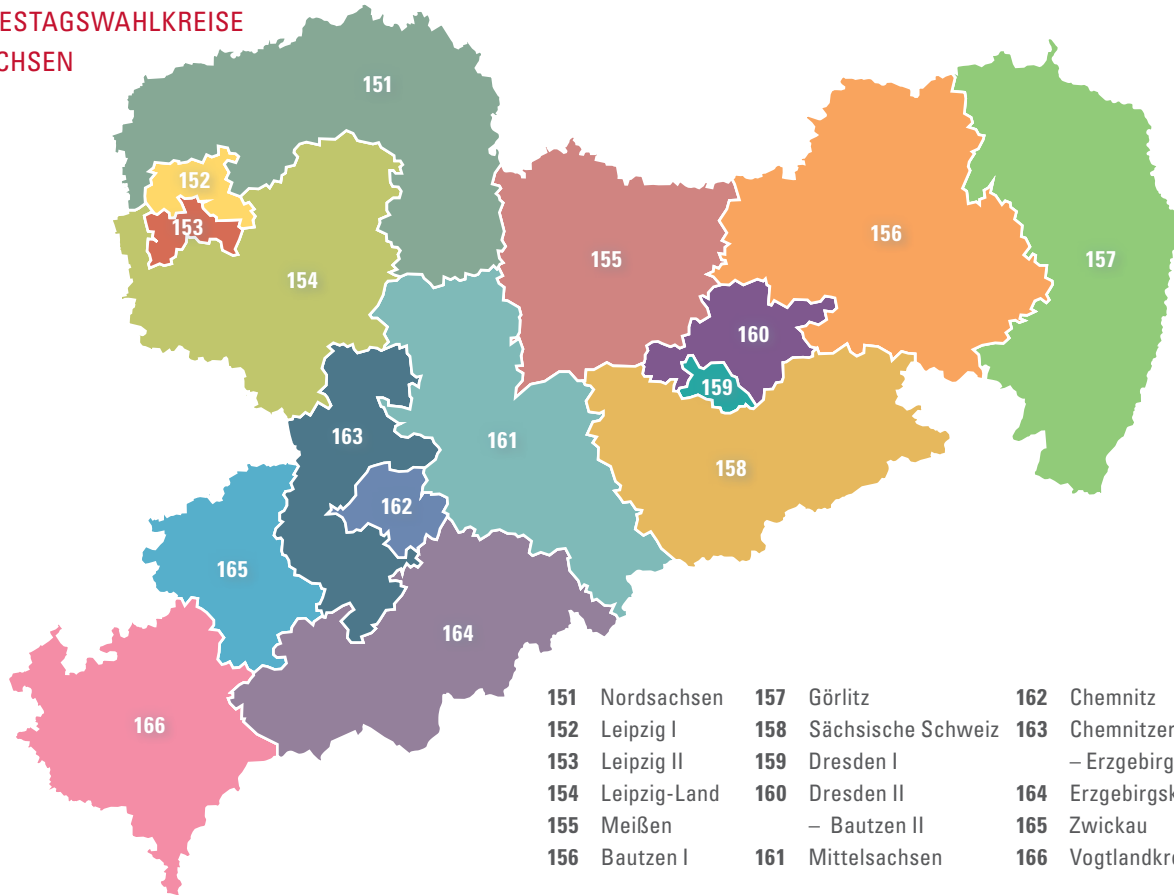 ESTAGSWAHLKREISE
CHSEN
151
152
153
154
155
156
157
160
159
161
163
158
162
165
164
166
151 Nordsachsen
152 Leipzig I
153 Leipzig II
154 Leipzig-Land
155 Meißen
156 Bautzen I
157 Görlitz
158 Sächsische Schweiz
159 Dresden I
160 Dresden II
– Bautzen II
161 Mittelsachsen
162 Chemnitz
163 Chemnitzer
– Erzgebirg
164 Erzgebirgsk
165 Zwickau
166 Vogtlandkre